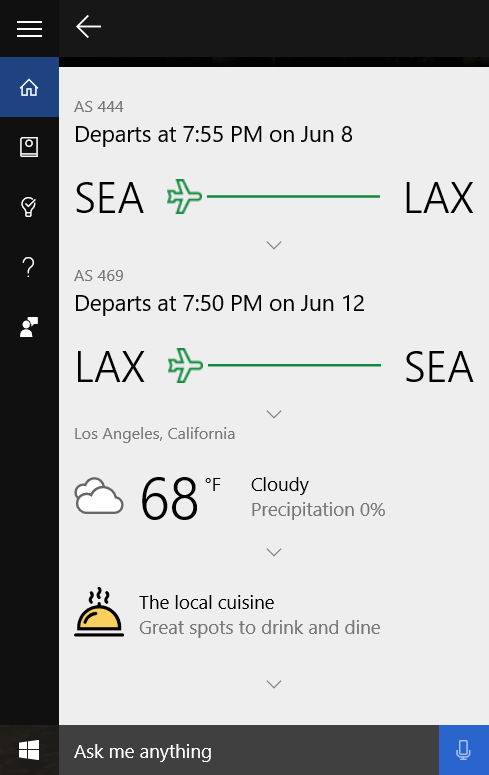 AS 444
Departs at 7:55 PM on Jun 8
SEA LAX
AS 469
Departs at 7:50 PM on Jun 12
LAX SEA
Los Angeles, California
68 °F Cloudy
Precipitation 0%
The local cuisine
Great spots to drink and dine
Ask me anything